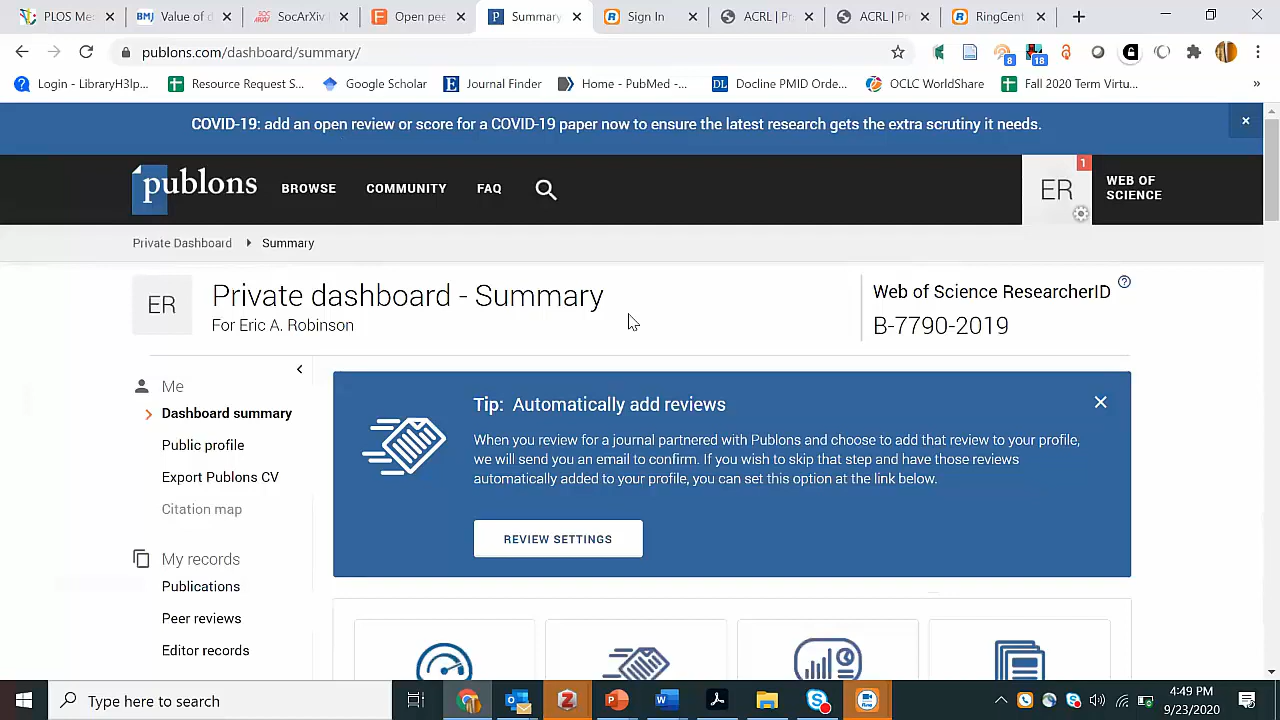 PLOS Me
Value of d
SocArXiv
Open pee
Summary
Sign In
ACRL | Pr
ACRL | Pr
RingCent
publons.com/dashboard/summary/
8
18
Login - LibraryH3lp...
Resource Request S...
Google Scholar
Journal Finder
Home - PubMed -...
Docline PMID Orde...
OCLC WorldShare
Fall 2020 Term Virtu...
COVID-19: add an open review or score for a COVID-19 paper now to ensure the latest research gets the extra scrutiny it needs.
publons
BROWSE
COMMUNITY
FAQ
ER
1
WEB OF
SCIENCE
Private Dashboard
Summary
ER
Private dashboard - Summary
For Eric A. Robinson
Web of Science ResearcherID
B-7790-2019
Me
Dashboard summary
Public profile
Export Publons CV
Citation map
My records
Publications
Peer reviews
Editor records
Tip: Automatically add reviews
When you review for a journal partnered with Publons and choose to add that review to your profile,
we will send you an email to confirm. If you wish to skip that step and have those reviews
automatically added to your profile, you can set this option at the link below.
REVIEW SETTINGS
Type here to search
4:49 PM
9/23/2020